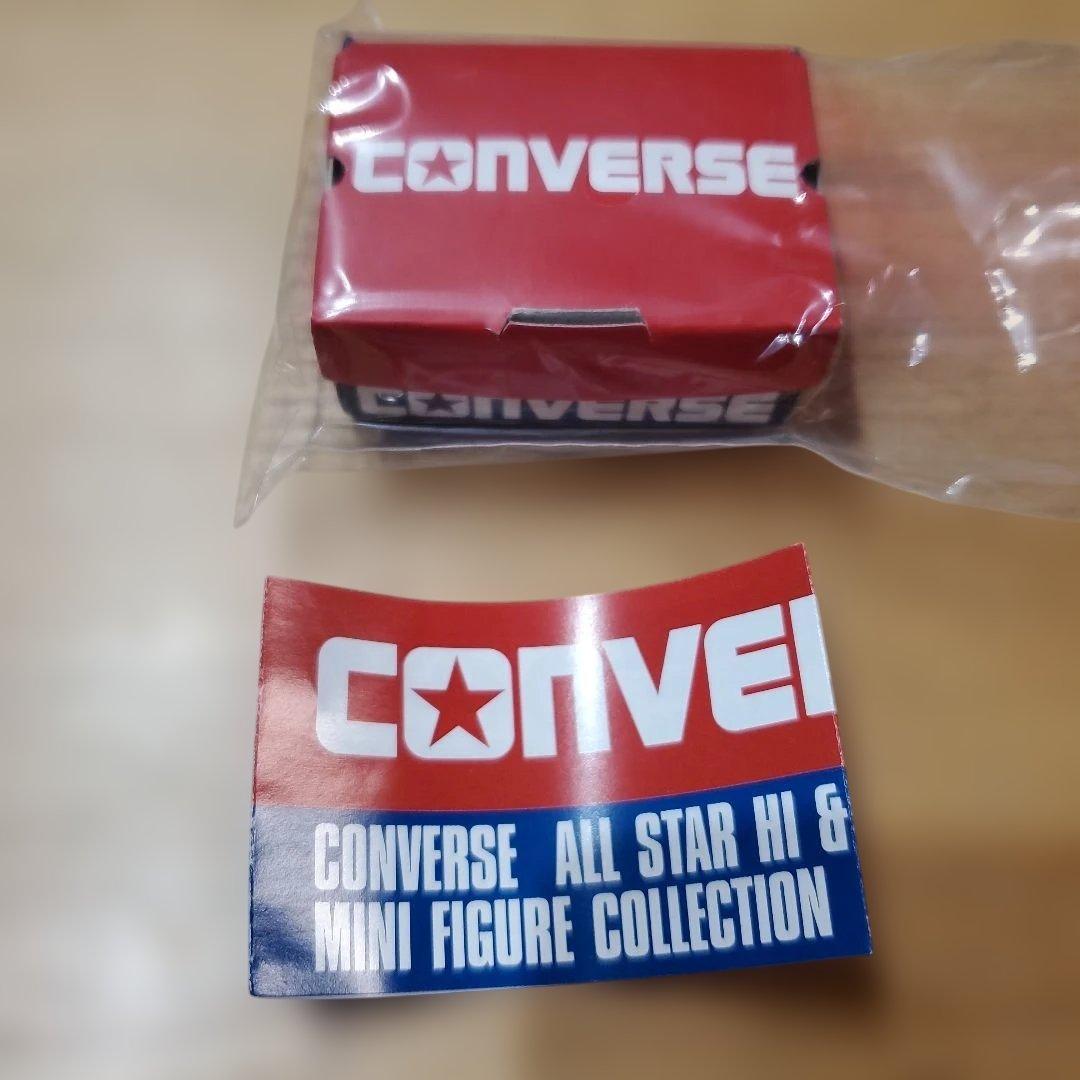 CONVERSE
CONVERSE
CONVE
CONVERSE ALL STAR HI &
MINI FIGURE COLLECTION